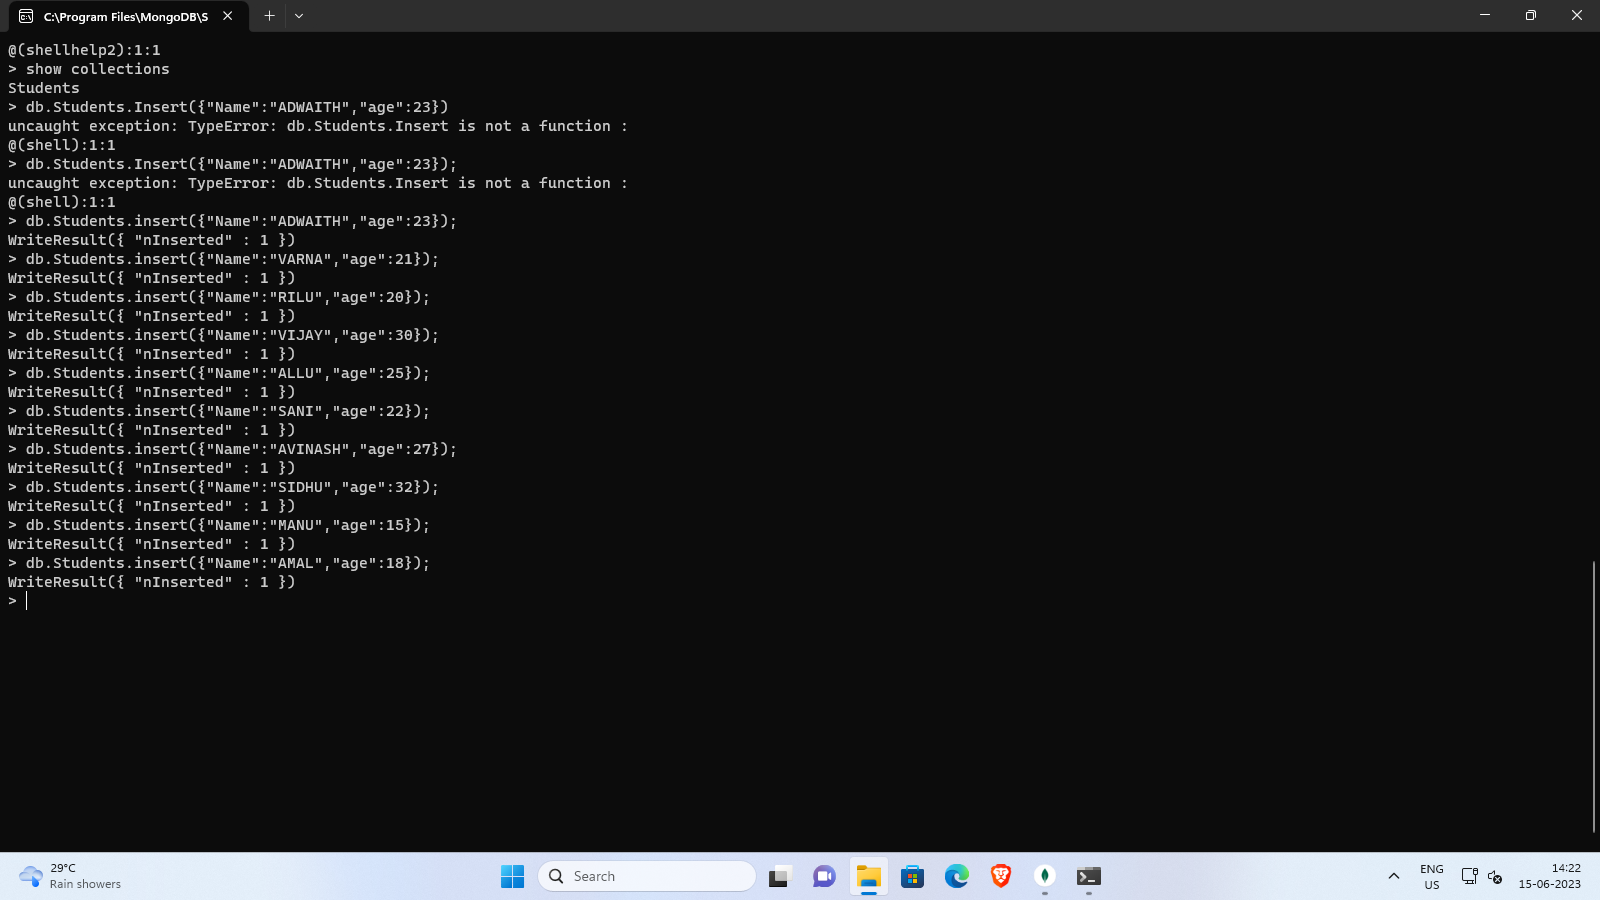 C:\Program Files\MongoDB\S
@(shellhelp2):1:1
> show collections
Students
> db.Students.Insert({"Name":"ADWAITH","age":23})
uncaught exception: TypeError: db.Students.Insert is not a function :
@(shell):1:1
> db.Students.Insert({"Name":"ADWAITH","age":23});
uncaught exception: TypeError: db.Students.Insert is not a function :
@(shell):1:1
> db.Students.insert({"Name":"ADWAITH","age":23});
WriteResult({ "nInserted" : 1 })
> db.Students.insert({"Name":"VARNA","age":21});
WriteResult({ "nInserted" : 1 })
> db.Students.insert({"Name":"RILU","age":20});
WriteResult({ "nInserted" : 1 })
> db.Students.insert({"Name":"VIJAY","age":30});
WriteResult({ "nInserted" : 1 })
> db.Students.insert({"Name":"ALLU","age":25});
WriteResult({ "nInserted" : 1 })
> db.Students.insert({"Name":"SANI","age":22});
WriteResult({ "nInserted" : 1 })
> db.Students.insert({"Name":"AVINASH","age":27});
WriteResult({ "nInserted" : 1 })
> db.Students.insert({"Name":"SIDHU","age":32});
WriteResult({ "nInserted" : 1 })
> db.Students.insert({"Name":"MANU","age":15});
WriteResult({ "nInserted" : 1 })
> db.Students.insert({"Name":"AMAL","age":18});
WriteResult({ "nInserted" : 1 })
>
29°C
Rain showers
Search
ENG
US
14:22
15-06-2023